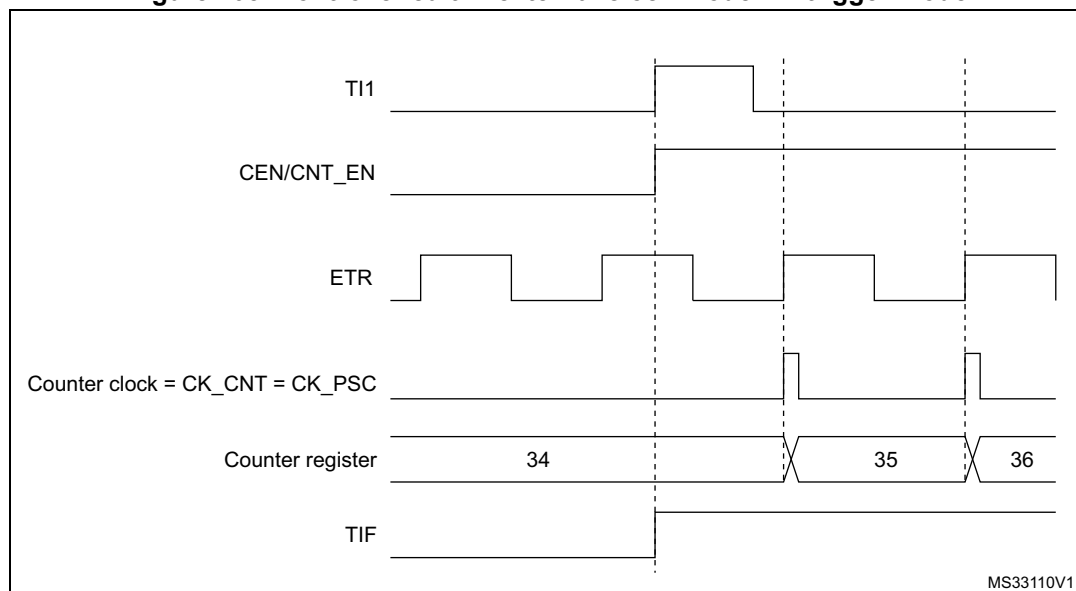 TI1
CEN/CNT_EN
ETR
Counter clock = CK_CNT = CK_PSC
Counter register 34 35 36
TIF
MS33110V1